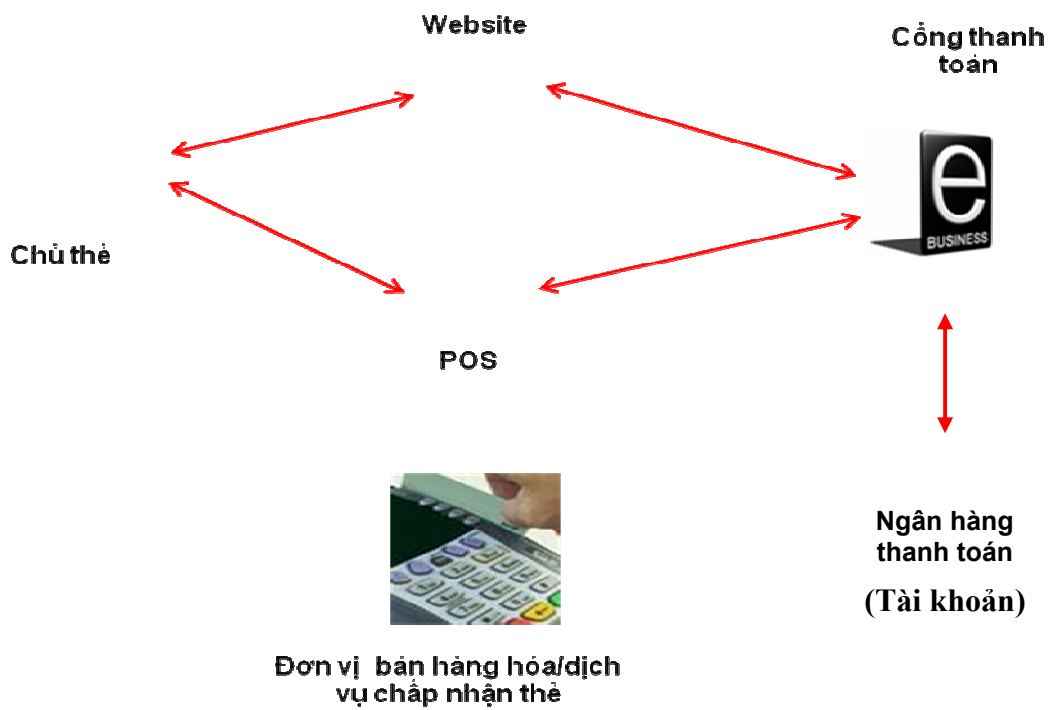 Website
Cổng thanh
toán
e
BUSINESS
Chủ thẻ
POS
Ngân hàng
thanh toán
(Tài khoản)
Đơn vị bán hàng hóa/dịch
vụ chấp nhận thẻ